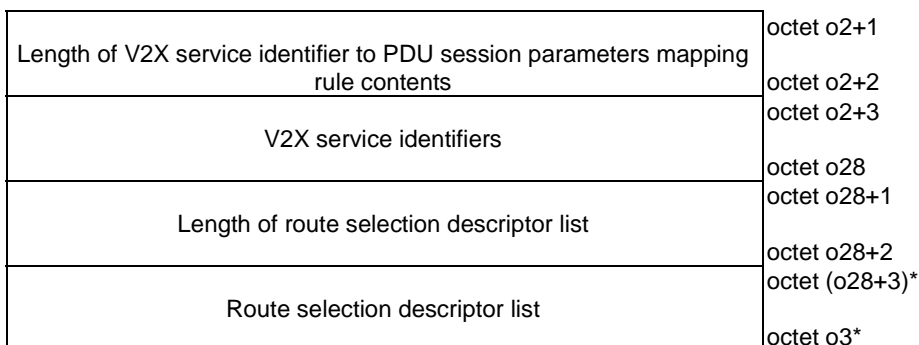 octet o2+1
Length of V2X service identifier to PDU session parameters mapping
rule contents
octet o2+2
octet o2+3
V2X service identifiers
octet o28
octet o28+1
Length of route selection descriptor list
octet o28+2
octet (o28+3)*
Route selection descriptor list
octet o3*